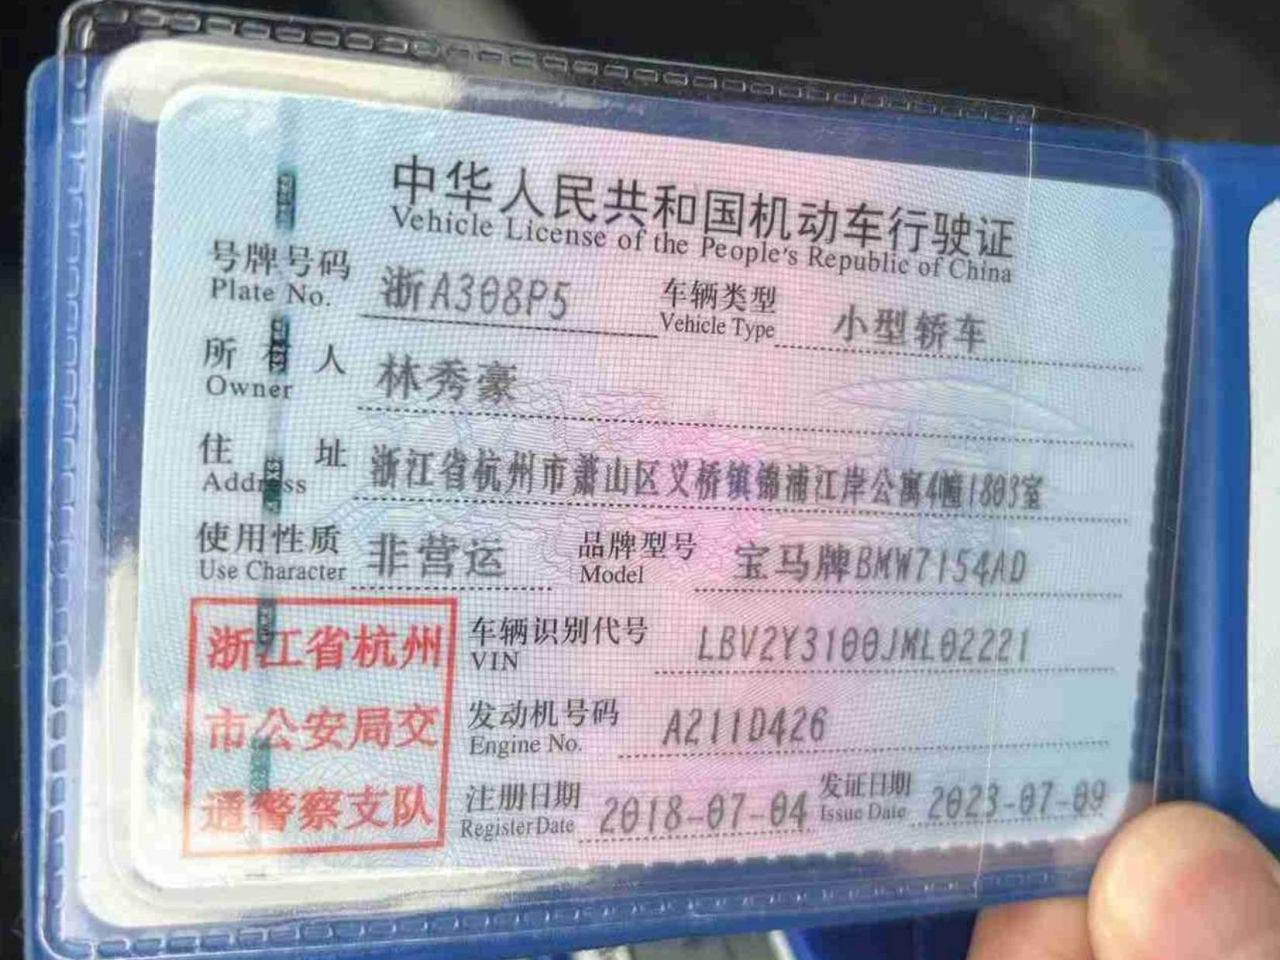 中华人民共和国机动车行驶证
Vehicle License of the People's Republic of China
号牌号码 浙A308P5 车辆类型 小型轿车
Plate No. Vehicle Type
所有人 林秀豪
Owner
住址 浙江省杭州市萧山区义桥镇锦浦江岸公寓4幢1803室
Address
使用性质 非营运 品牌型号 宝马牌BMW7154AD
Use Character Model
浙江省杭州
市公安局交
通警察支队
车辆识别代号 LBV2Y3100JML02221
VIN
发动机号码 A211D426
Engine No.
注册日期 2018-07-04 发证日期 2023-07-09
Register Date Issue Date